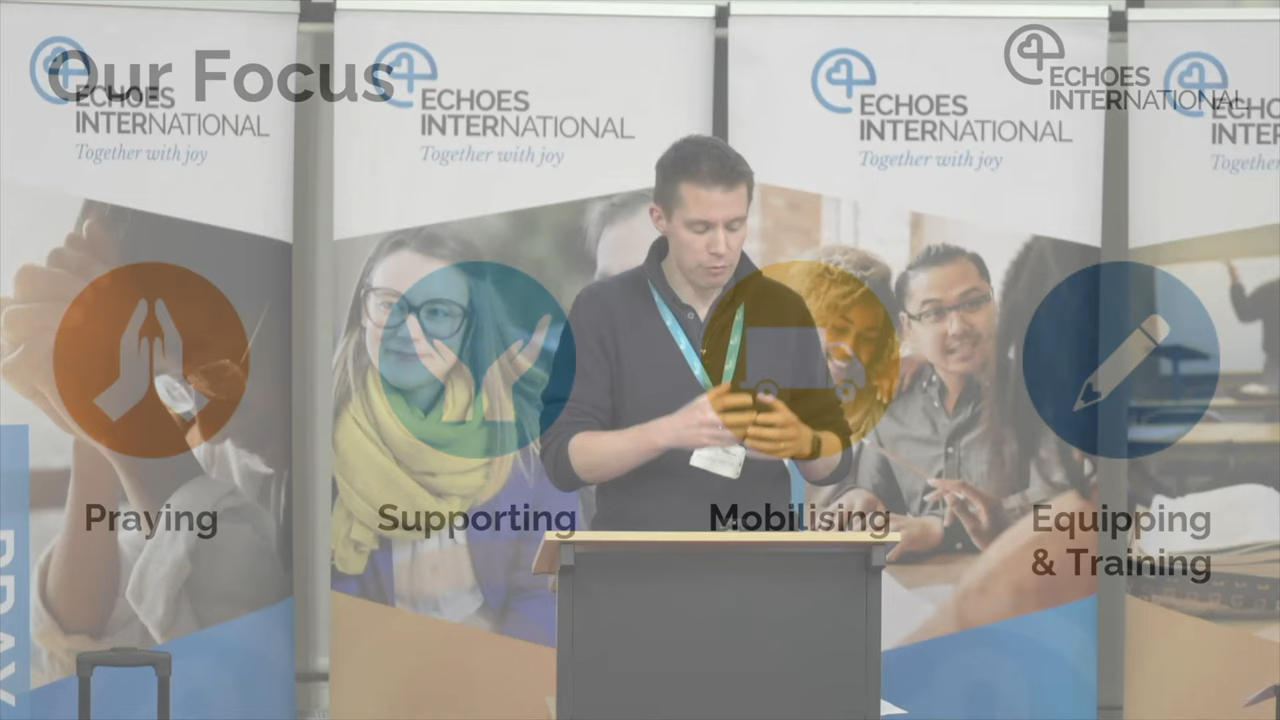 Our Focus
ECHOES
INTERNATIONAL
Together with joy
ECHOES
INTERNATIONAL
Together with joy
ECHOES
INTERNATIONAL
Together with joy
ECHOES
INTERNATIONAL
Praying
Supporting
Mobilising
Equipping
& Training
PRAY